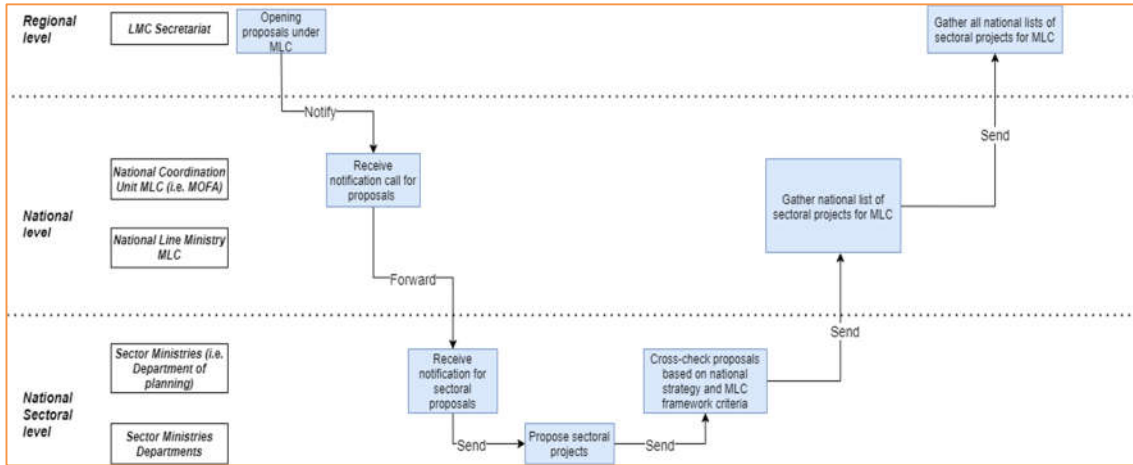 Regional
level
LMC Secretariat
Opening
proposals under
MLC
Gather all national lists of
sectoral projects for MLC
Notify
Send
National
level
National Coordination
Unit MLC (i.e. MOFA)
National Line Ministry
MLC
Receive
notification call for
proposals
Gather national list of
sectoral projects for MLC
Forward
Send
National
Sectoral
level
Sector Ministries (i.e.
Department of
planning)
Sector Ministries
Departments
Receive
notification for
sectoral
proposals
Send
Propose sectoral
projects
Send
Cross-check proposals
based on national
strategy and MLC
framework criteria